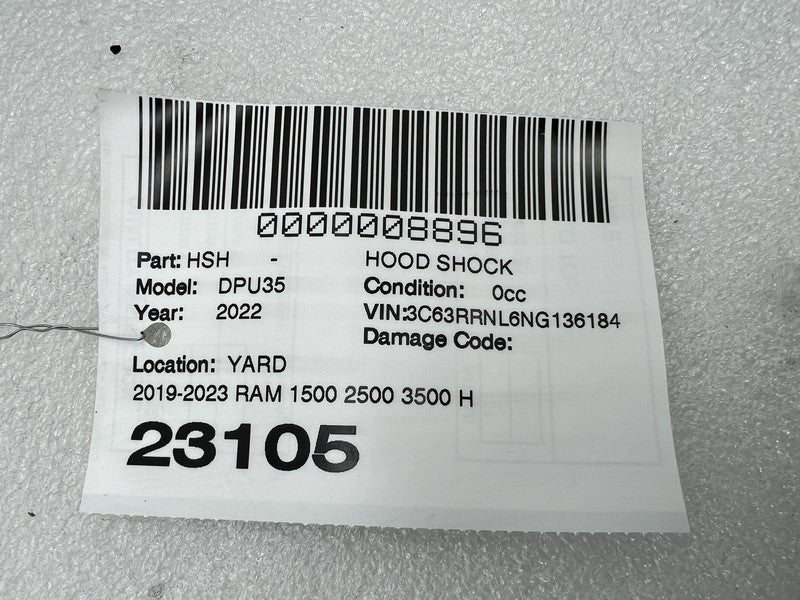 0000008896
Part: HSH - HOOD SHOCK
Model: DPU35 Condition: 0cc
Year: 2022 VIN:3C63RRNL6NG136184
Damage Code:
Location: YARD
2019-2023 RAM 1500 2500 3500 H
23105